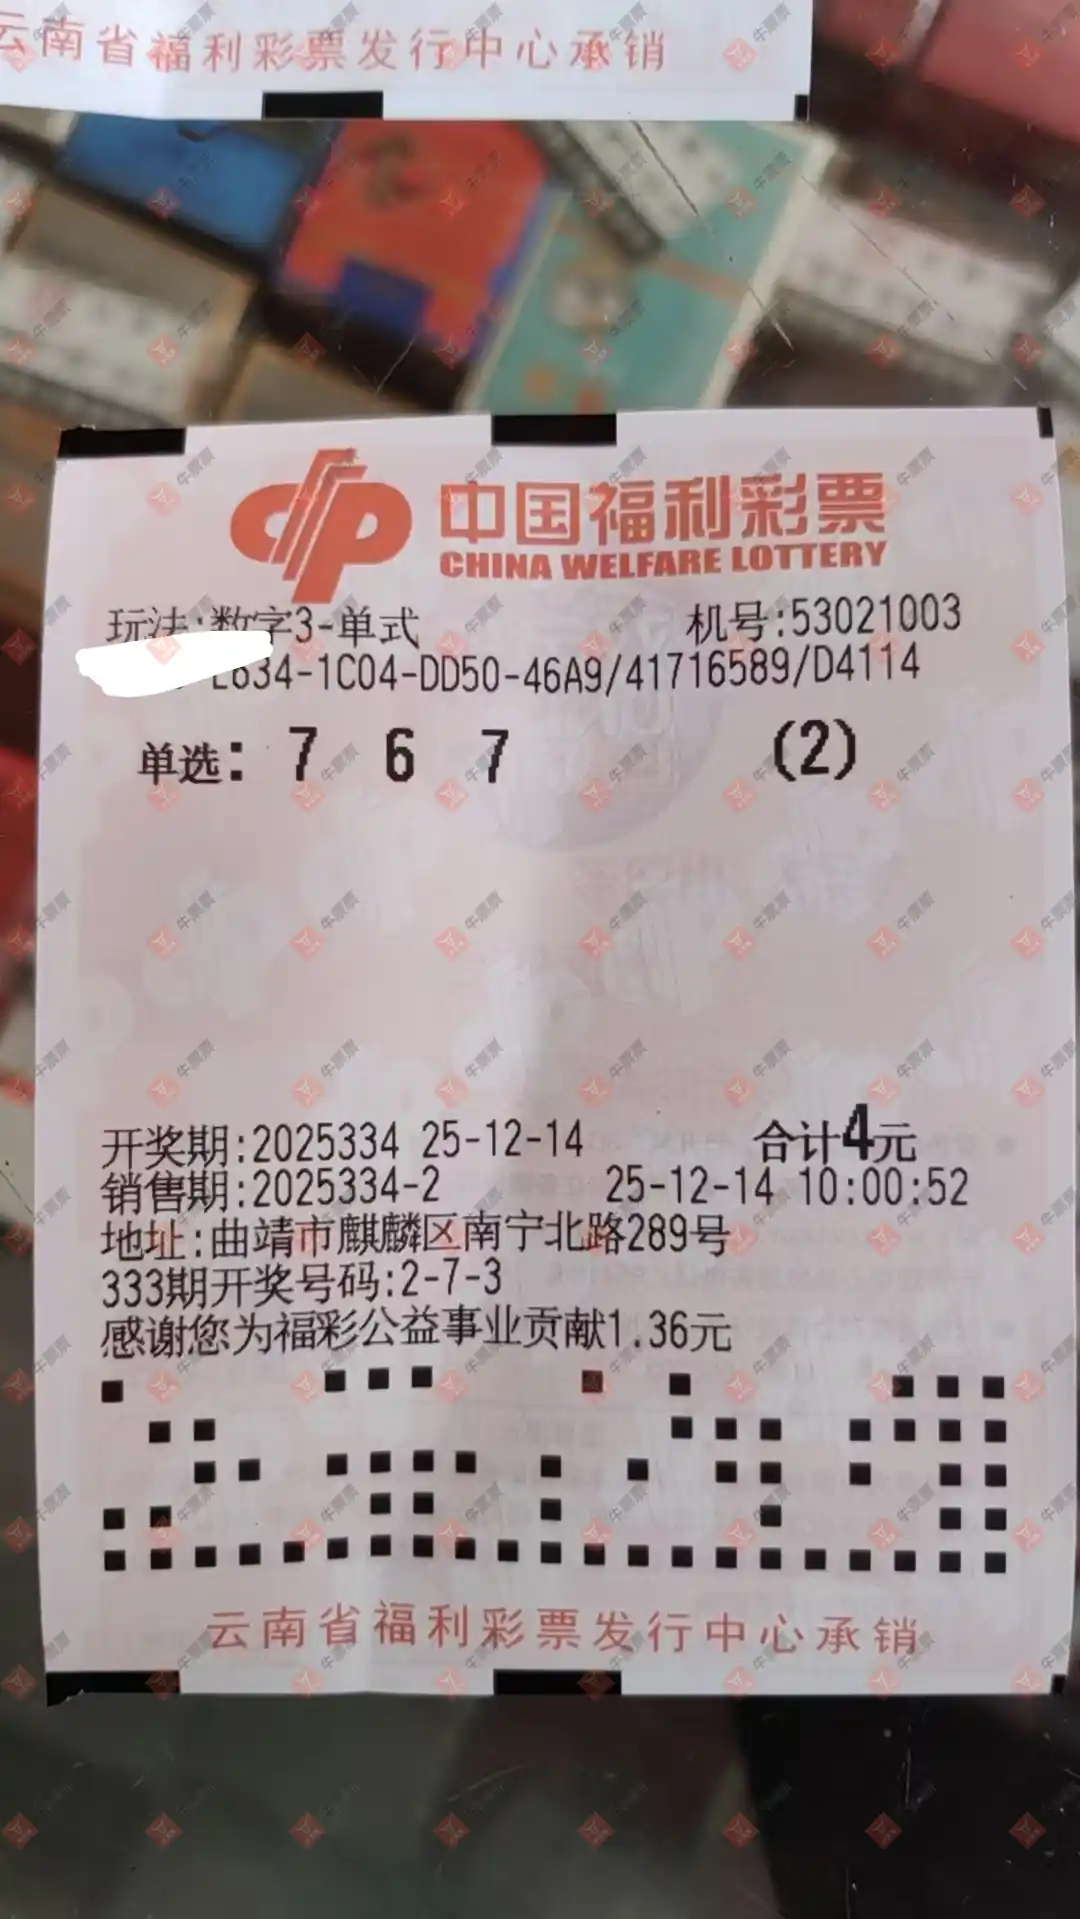 云南省福利彩票发行中心承销
中国福利彩票
CHINA WELFARE LOTTERY
玩法:数字3-单式 机号:53021003
E634-1C04-DD50-46A9/41716589/D4114
单选: 7 6 7 (2)
开奖期:2025334 25-12-14 合计4元
销售期:2025334-2 25-12-14 10:00:52
地址:曲靖市麒麟区南宁北路289号
333期开奖号码:2-7-3
感谢您为福彩公益事业贡献1.36元
云南省福利彩票发行中心承销
牛票票